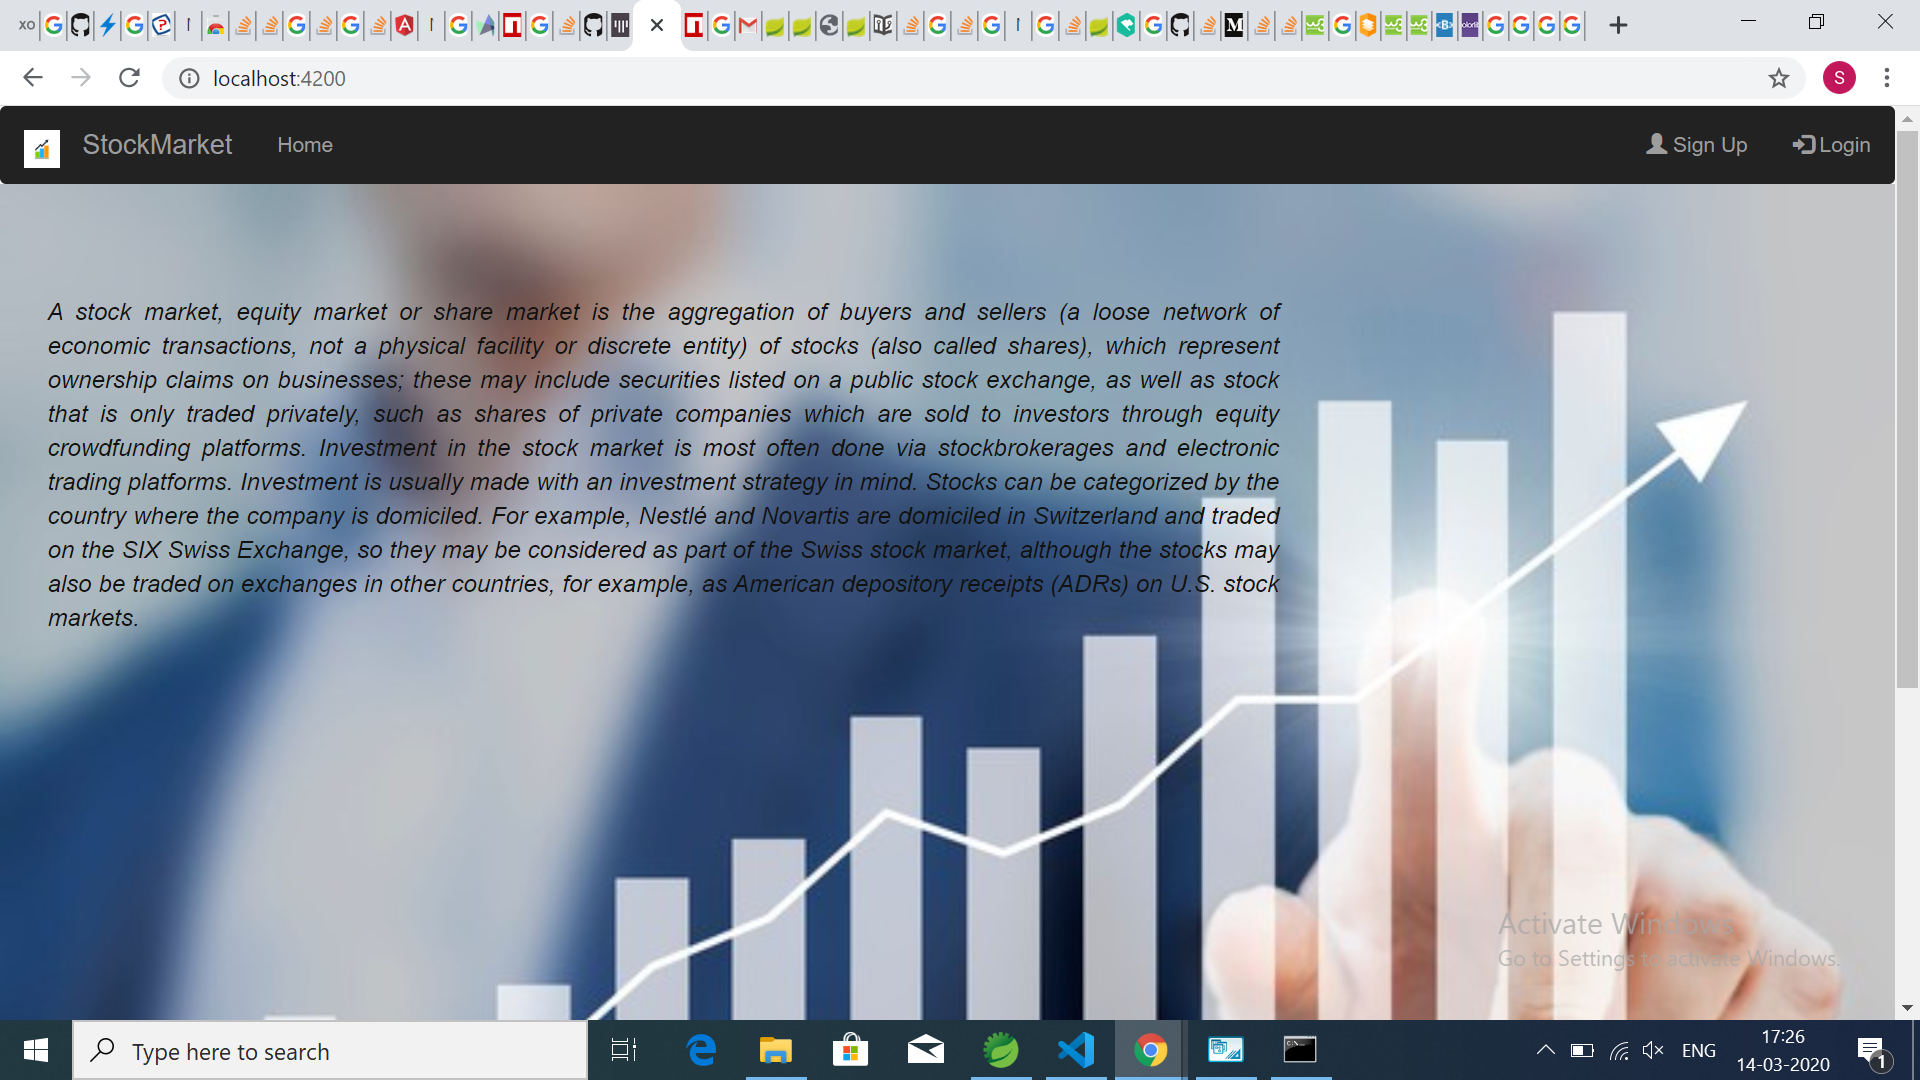 localhost:4200
S
StockMarket
Home
Sign Up
Login
A stock market, equity market or share market is the aggregation of buyers and sellers (a loose network of
economic transactions, not a physical facility or discrete entity) of stocks (also called shares), which represent
ownership claims on businesses; these may include securities listed on a public stock exchange, as well as stock
that is only traded privately, such as shares of private companies which are sold to investors through equity
crowdfunding platforms. Investment in the stock market is most often done via stockbrokerages and electronic
trading platforms. Investment is usually made with an investment strategy in mind. Stocks can be categorized by the
country where the company is domiciled. For example, Nestlé and Novartis are domiciled in Switzerland and traded
on the SIX Swiss Exchange, so they may be considered as part of the Swiss stock market, although the stocks may
also be traded on exchanges in other countries, for example, as American depository receipts (ADRs) on U.S. stock
markets.
Activate Windows
Go to Settings to activate Windows.
Type here to search
ENG
17:26
14-03-2020
1